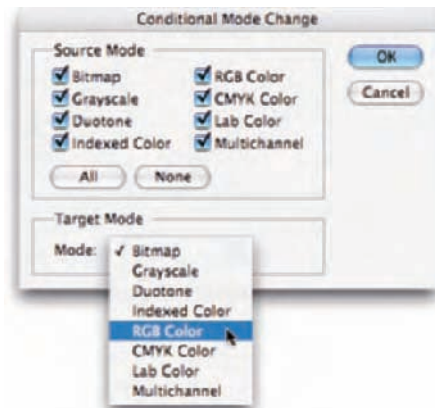 Conditional Mode Change
Source Mode
Bitmap RGB Color
Grayscale CMYK Color
Duotone Lab Color
Indexed Color Multichannel
All None
OK
Cancel
Target Mode
Mode: ✓ Bitmap
Grayscale
Duotone
Indexed Color
RGB Color
CMYK Color
Lab Color
Multichannel